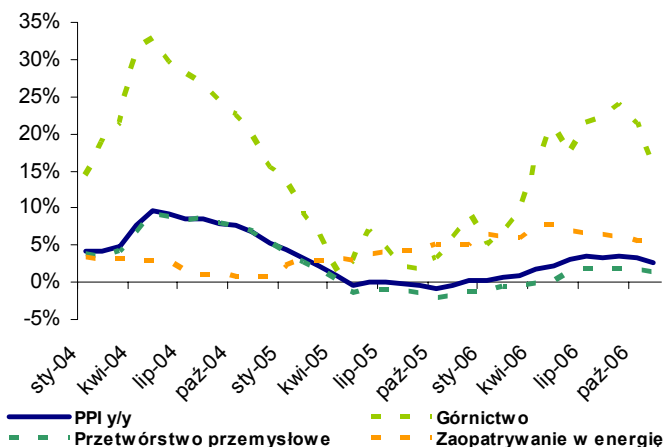 35%
30%
25%
20%
15%
10%
5%
0%
-5%
sty-04
kwi-04
lip-04
paź-04
sty-05
kwi-05
lip-05
paź-05
sty-06
kwi-06
lip-06
paź-06
PPI y/y
Górnictwo
Przetwórstwo przemysłowe
Zaopatrywanie w energię